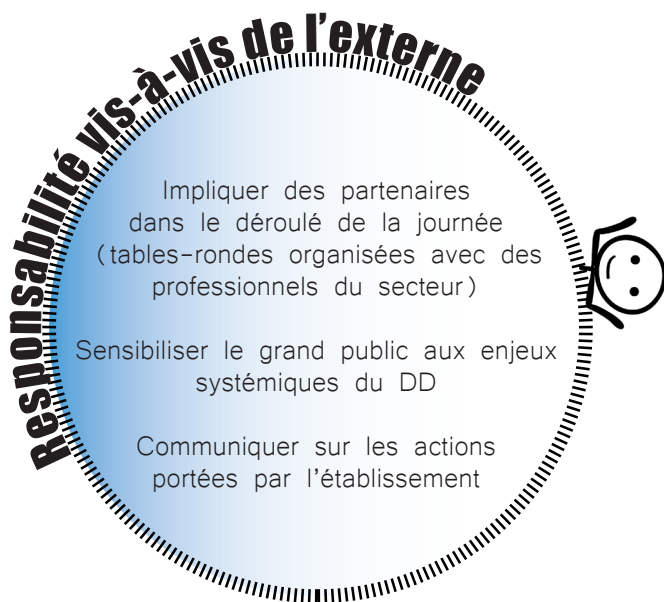 Responsabilité vis-à-vis de l'externe
Impliquer des partenaires
dans le déroulé de la journée
(tables-rondes organisées avec des
professionnels du secteur)
Sensibiliser le grand public aux enjeux
systémiques du DD
Communiquer sur les actions
portées par l'établissement